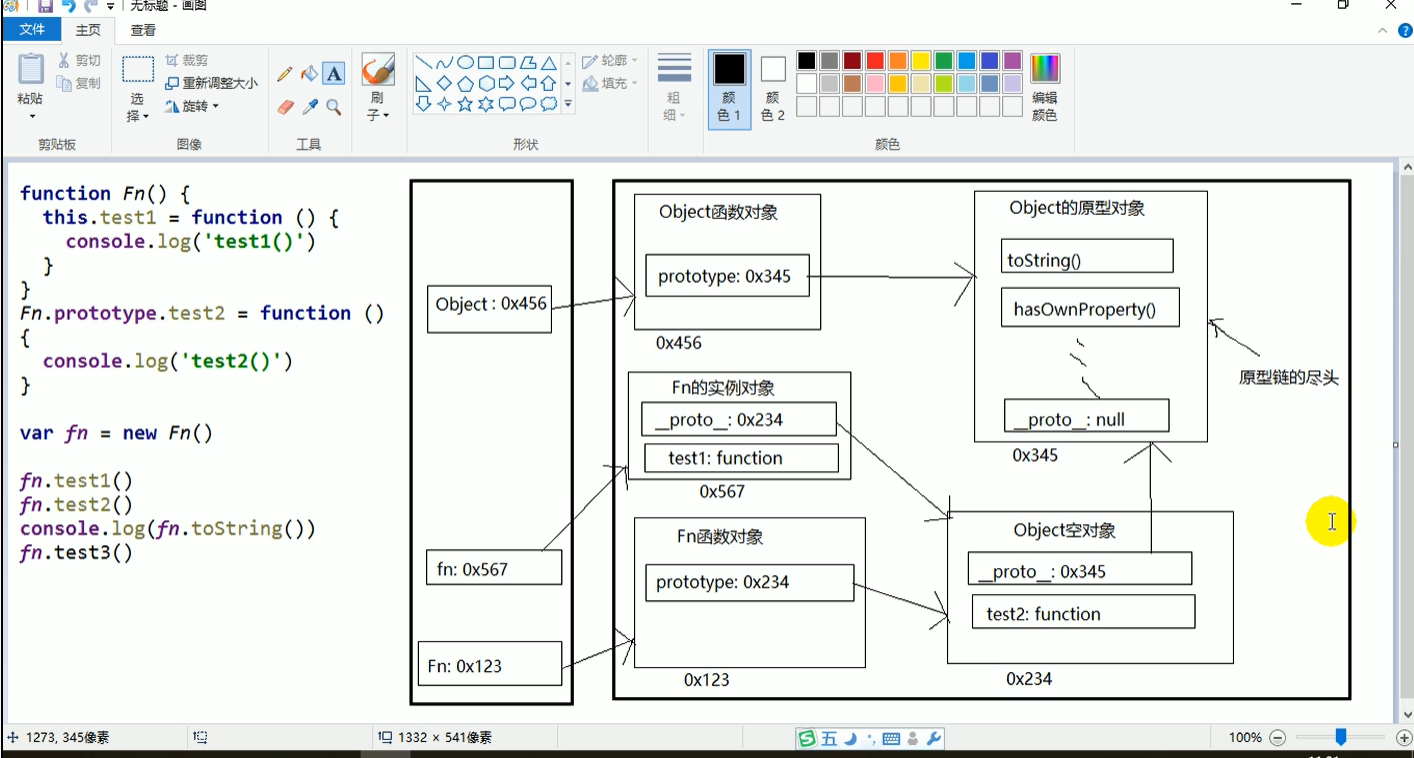 无标题 - 画图
文件 主页 查看
粘贴
剪切
复制
剪贴板
选择
裁剪
重新调整大小
旋转
图像
A
工具
刷子
形状
轮廓
填充
粗细
颜色 1
颜色 2
编辑颜色
颜色
function Fn() {
this.test1 = function () {
console.log('test1()')
}
}
Fn.prototype.test2 = function ()
{
console.log('test2()')
}
var fn = new Fn()
fn.test1()
fn.test2()
console.log(fn.toString())
fn.test3()
Object : 0x456
fn: 0x567
Fn: 0x123
Object函数对象
prototype: 0x345
0x456
Fn的实例对象
__proto__: 0x234
test1: function
0x567
Fn函数对象
prototype: 0x234
0x123
Object的原型对象
toString()
hasOwnProperty()
__proto__: null
0x345
原型链的尽头
Object空对象
__proto__: 0x345
test2: function
0x234
1273, 345像素
1332 × 541像素
五
100%